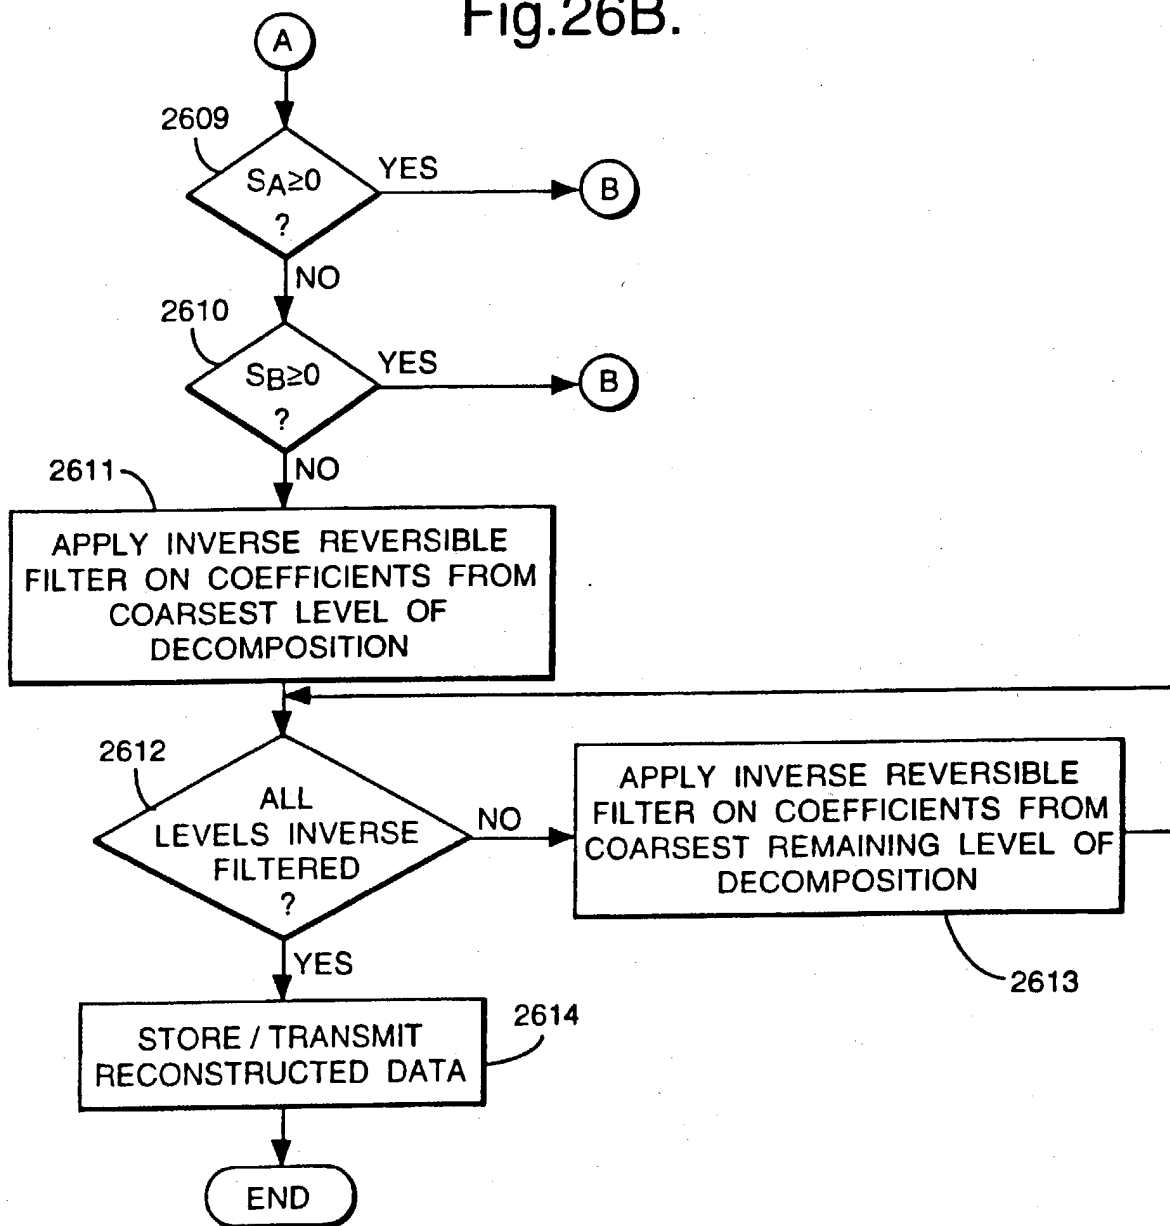 Fig.26B.
A
2609
SA≥0
?
YES
B
NO
2610
SB≥0
?
YES
B
NO
2611
APPLY INVERSE REVERSIBLE
FILTER ON COEFFICIENTS FROM
COARSEST LEVEL OF
DECOMPOSITION
2612
ALL
LEVELS INVERSE
FILTERED
?
NO
APPLY INVERSE REVERSIBLE
FILTER ON COEFFICIENTS FROM
COARSEST REMAINING LEVEL OF
DECOMPOSITION
2613
YES
STORE / TRANSMIT
RECONSTRUCTED DATA
2614
END